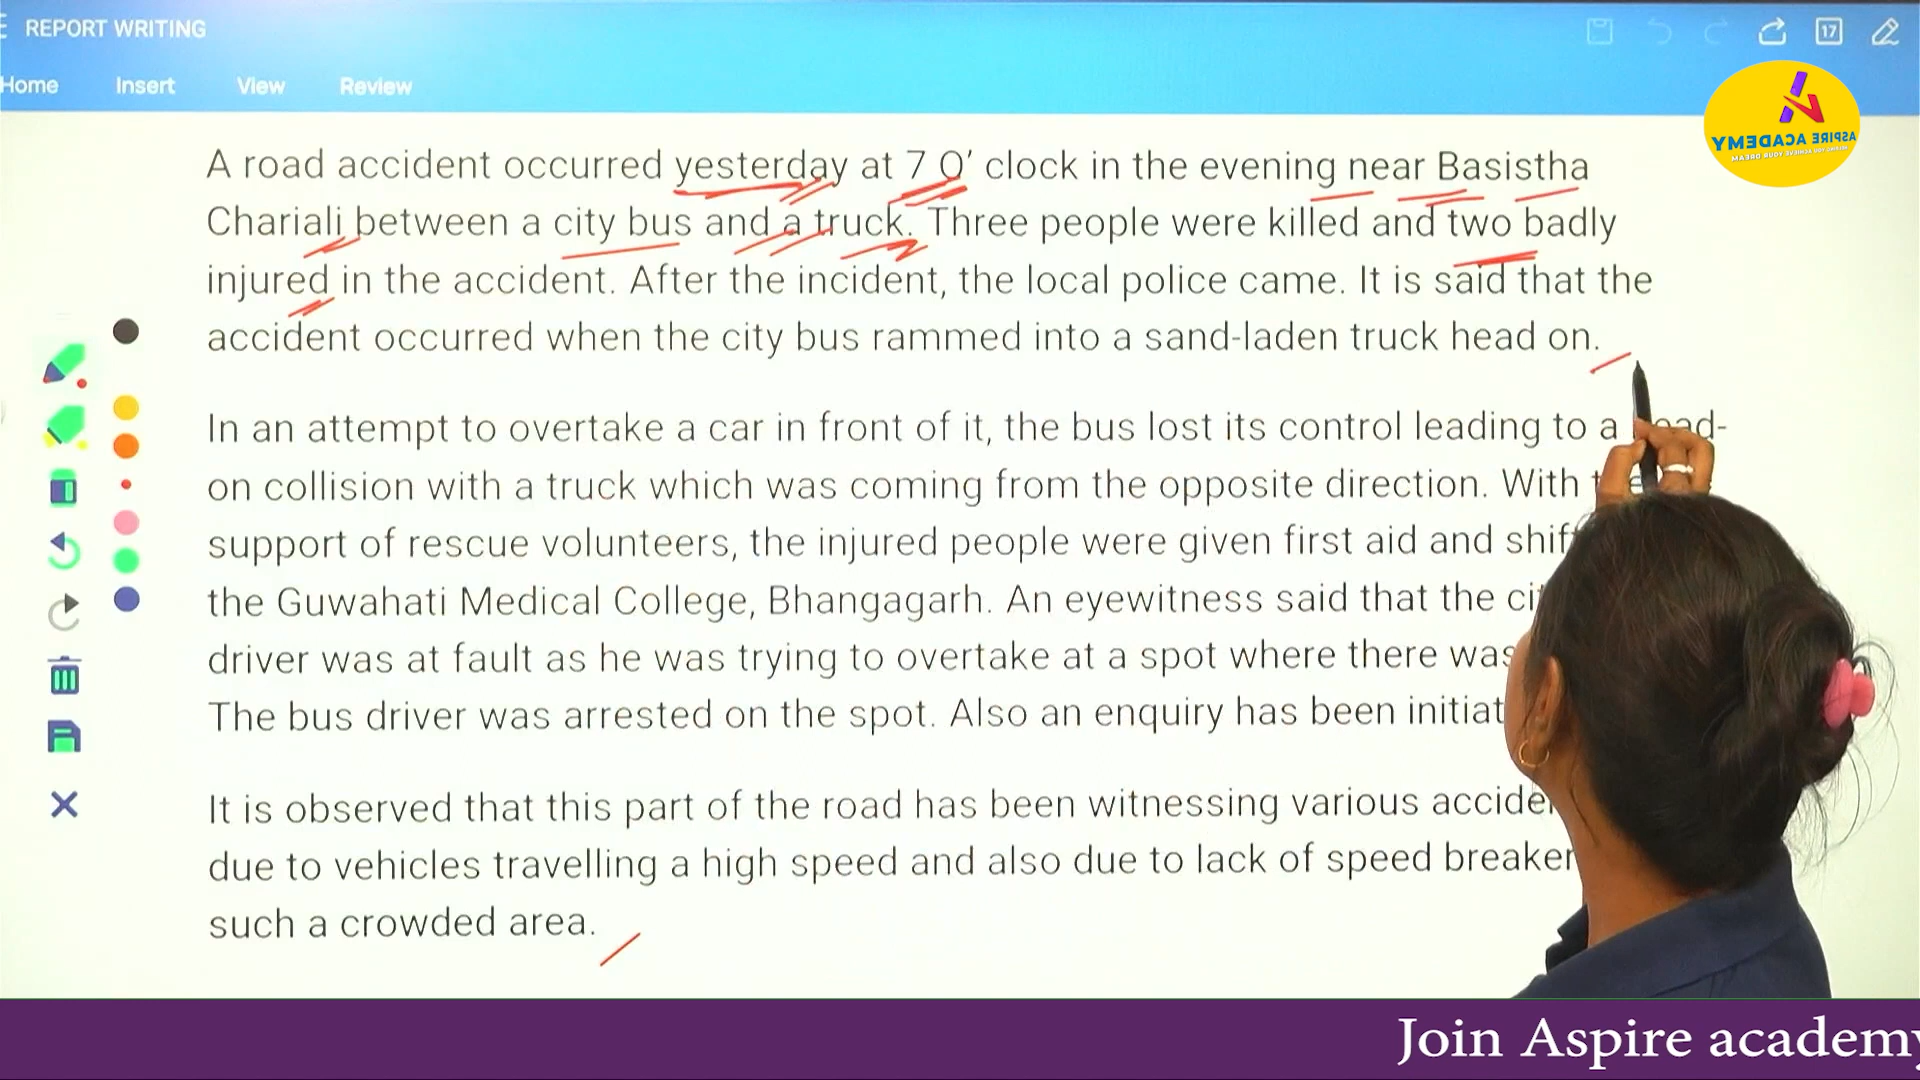 REPORT WRITING
Home Insert View Review
17
ASPIRE ACADEMY
A road accident occurred yesterday at 7 O' clock in the evening near Basistha
Chariali between a city bus and a truck. Three people were killed and two badly
injured in the accident. After the incident, the local police came. It is said that the
accident occurred when the city bus rammed into a sand-laden truck head on.
In an attempt to overtake a car in front of it, the bus lost its control leading to a
on collision with a truck which was coming from the opposite direction. With
support of rescue volunteers, the injured people were given first aid and
the Guwahati Medical College, Bhangagarh. An eyewitness said that the
driver was at fault as he was trying to overtake at a spot where there was
The bus driver was arrested on the spot. Also an enquiry has been
It is observed that this part of the road has been witnessing various
due to vehicles travelling a high speed and also due to lack of speed
such a crowded area.
Join Aspire academy